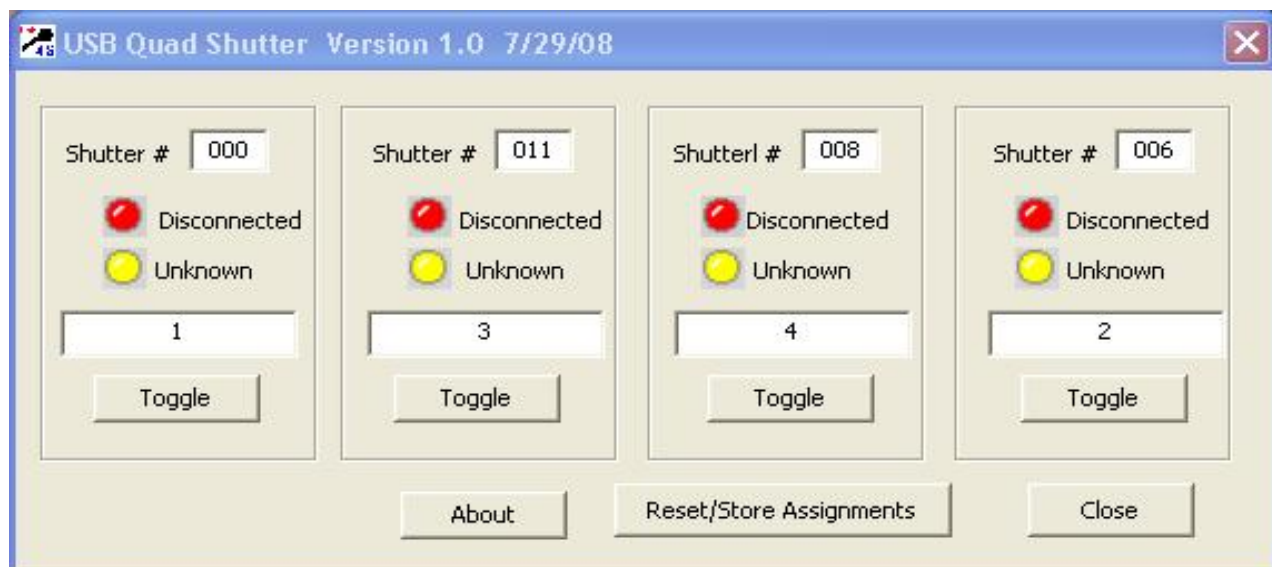 USB Quad Shutter Version 1.0 7/29/08
Shutter # 000
Disconnected
Unknown
1
Toggle
Shutter # 011
Disconnected
Unknown
3
Toggle
Shutterl # 008
Disconnected
Unknown
4
Toggle
Shutter # 006
Disconnected
Unknown
2
Toggle
About
Reset/Store Assignments
Close